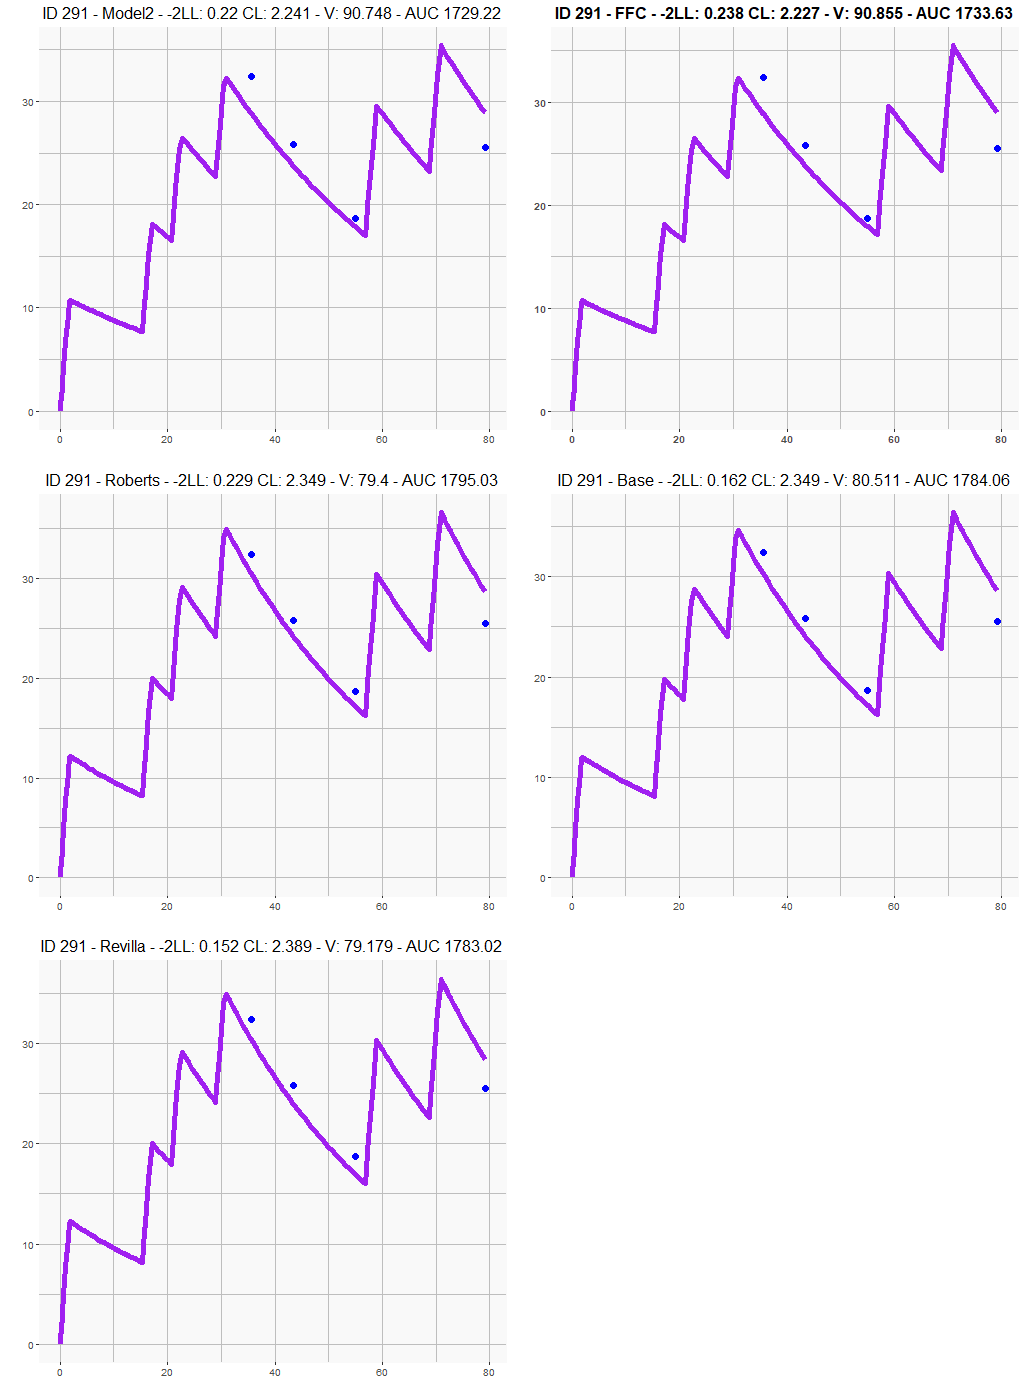 ID 291 - Model2 - -2LL: 0.22 CL: 2.241 - V: 90.748 - AUC 1729.22
30
20
10
0
0 20 40 60 80
ID 291 - FFC - -2LL: 0.238 CL: 2.227 - V: 90.855 - AUC 1733.63
30
20
10
0
0 20 40 60 80
ID 291 - Roberts - -2LL: 0.229 CL: 2.349 - V: 79.4 - AUC 1795.03
30
20
10
0
0 20 40 60 80
ID 291 - Base - -2LL: 0.162 CL: 2.349 - V: 80.511 - AUC 1784.06
30
20
10
0
0 20 40 60 80
ID 291 - Revilla - -2LL: 0.152 CL: 2.389 - V: 79.179 - AUC 1783.02
30
20
10
0
0 20 40 60 80